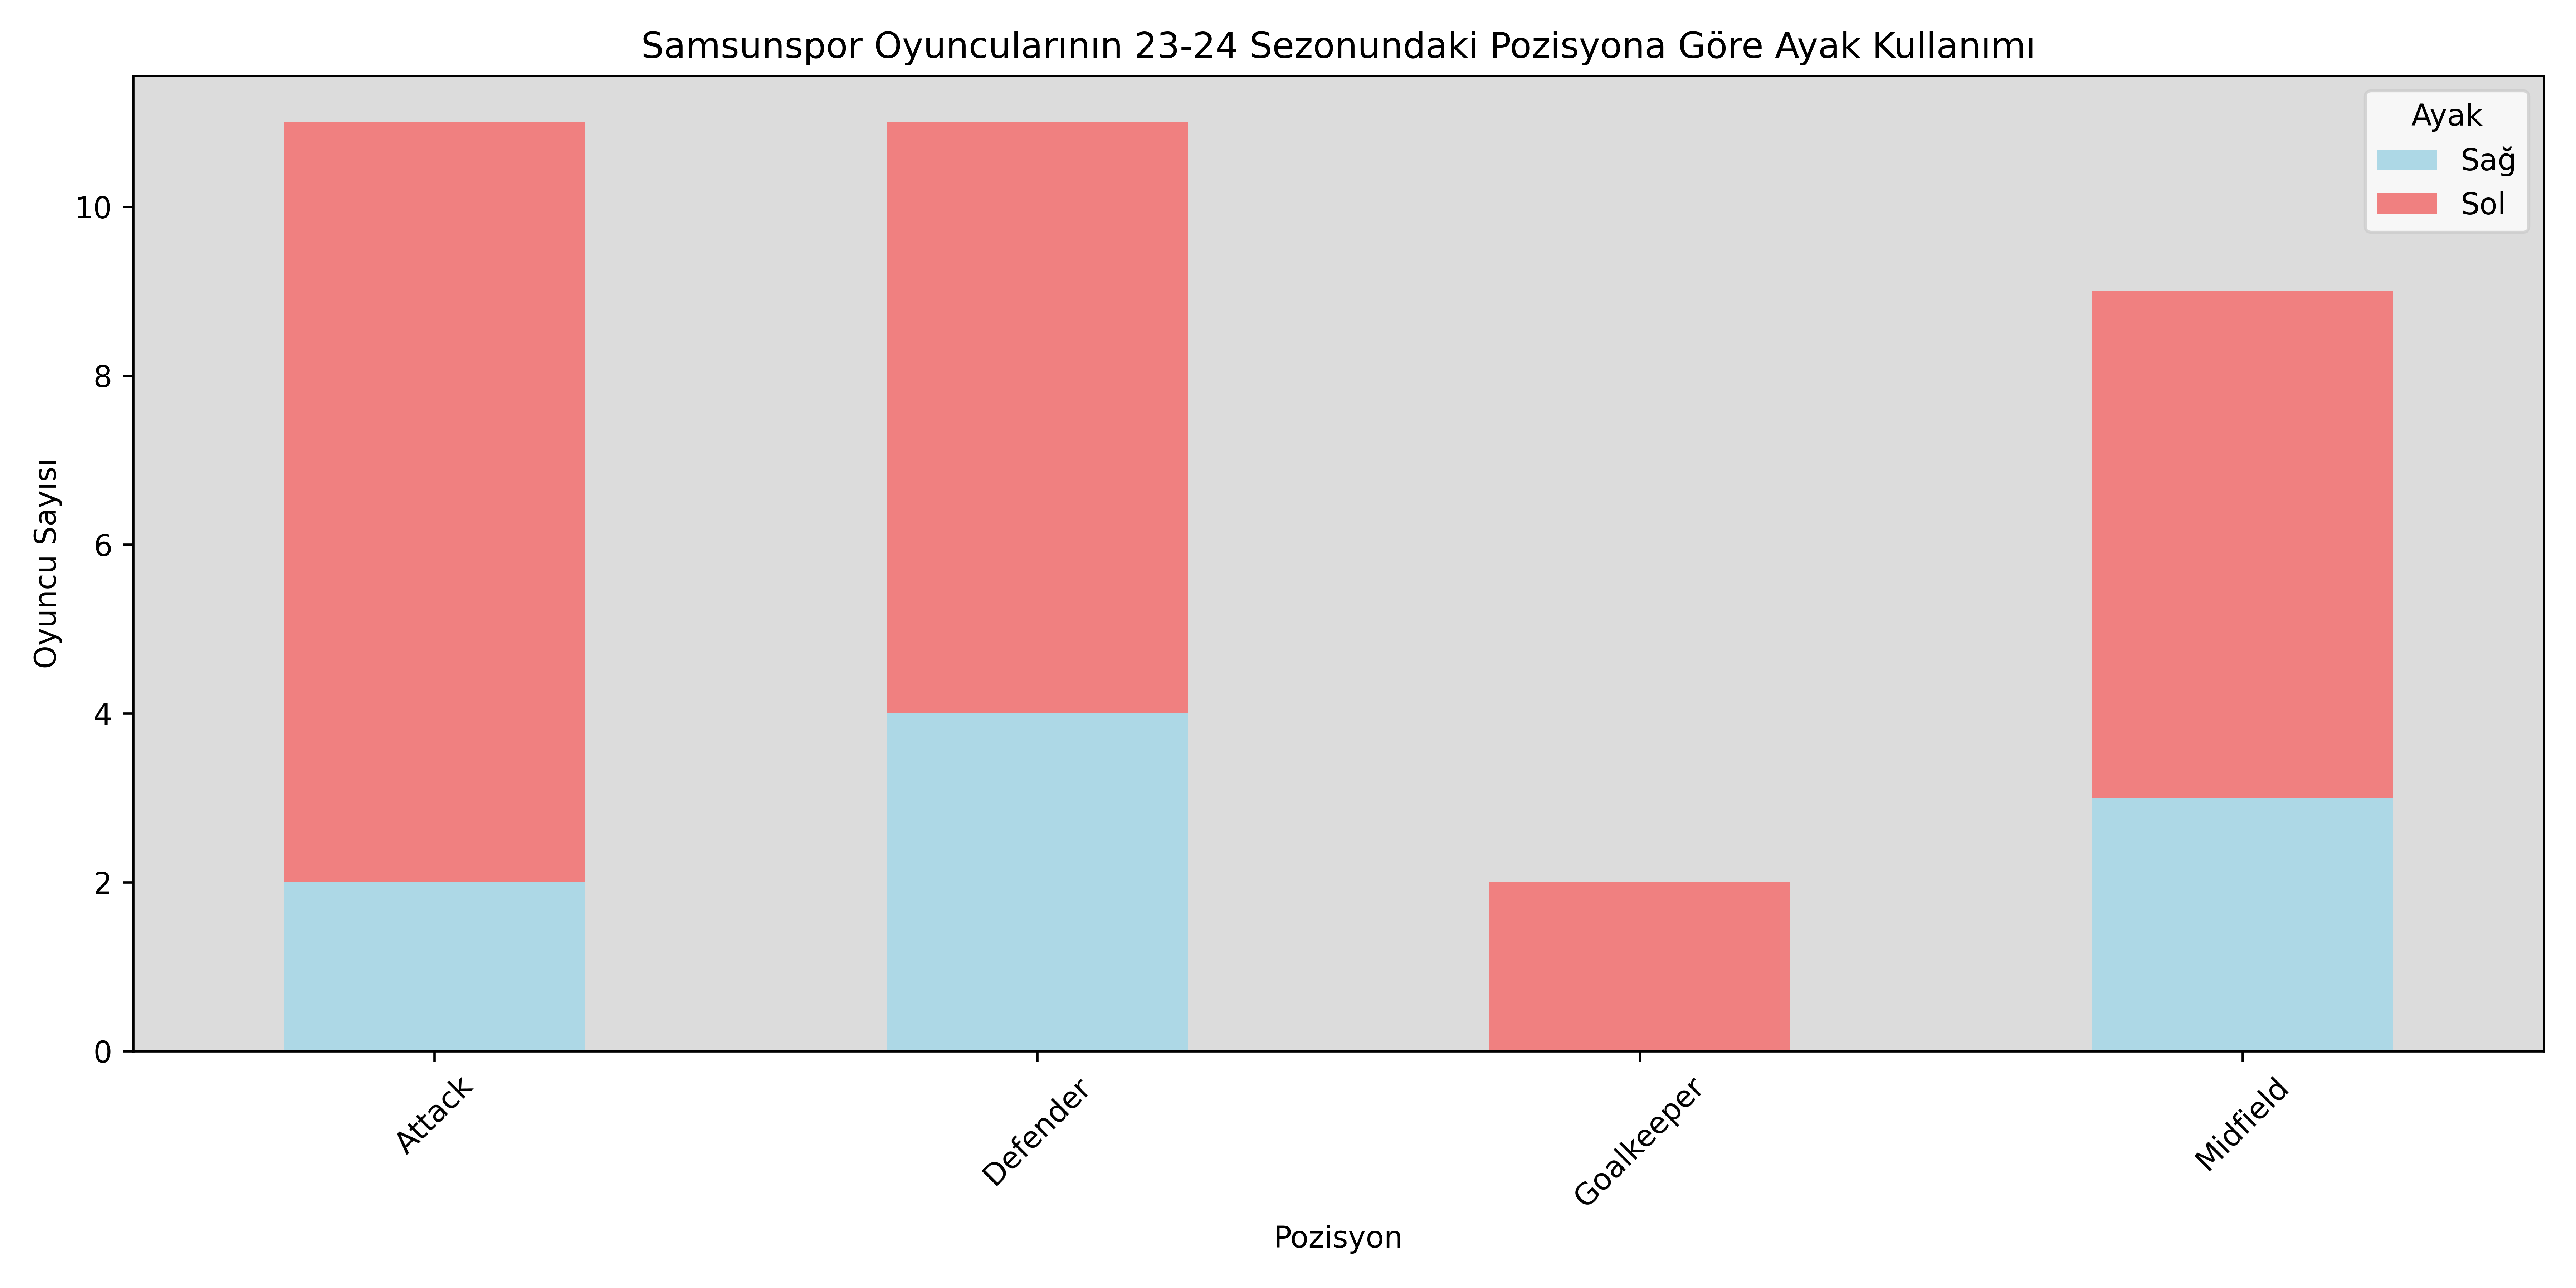 Samsunspor Oyuncularının 23-24 Sezonundaki Pozisyona Göre Ayak Kullanımı
Ayak
Sağ
Sol
Oyuncu Sayısı
10
8
6
4
2
0
Attack
Defender
Goalkeeper
Midfield
Pozisyon